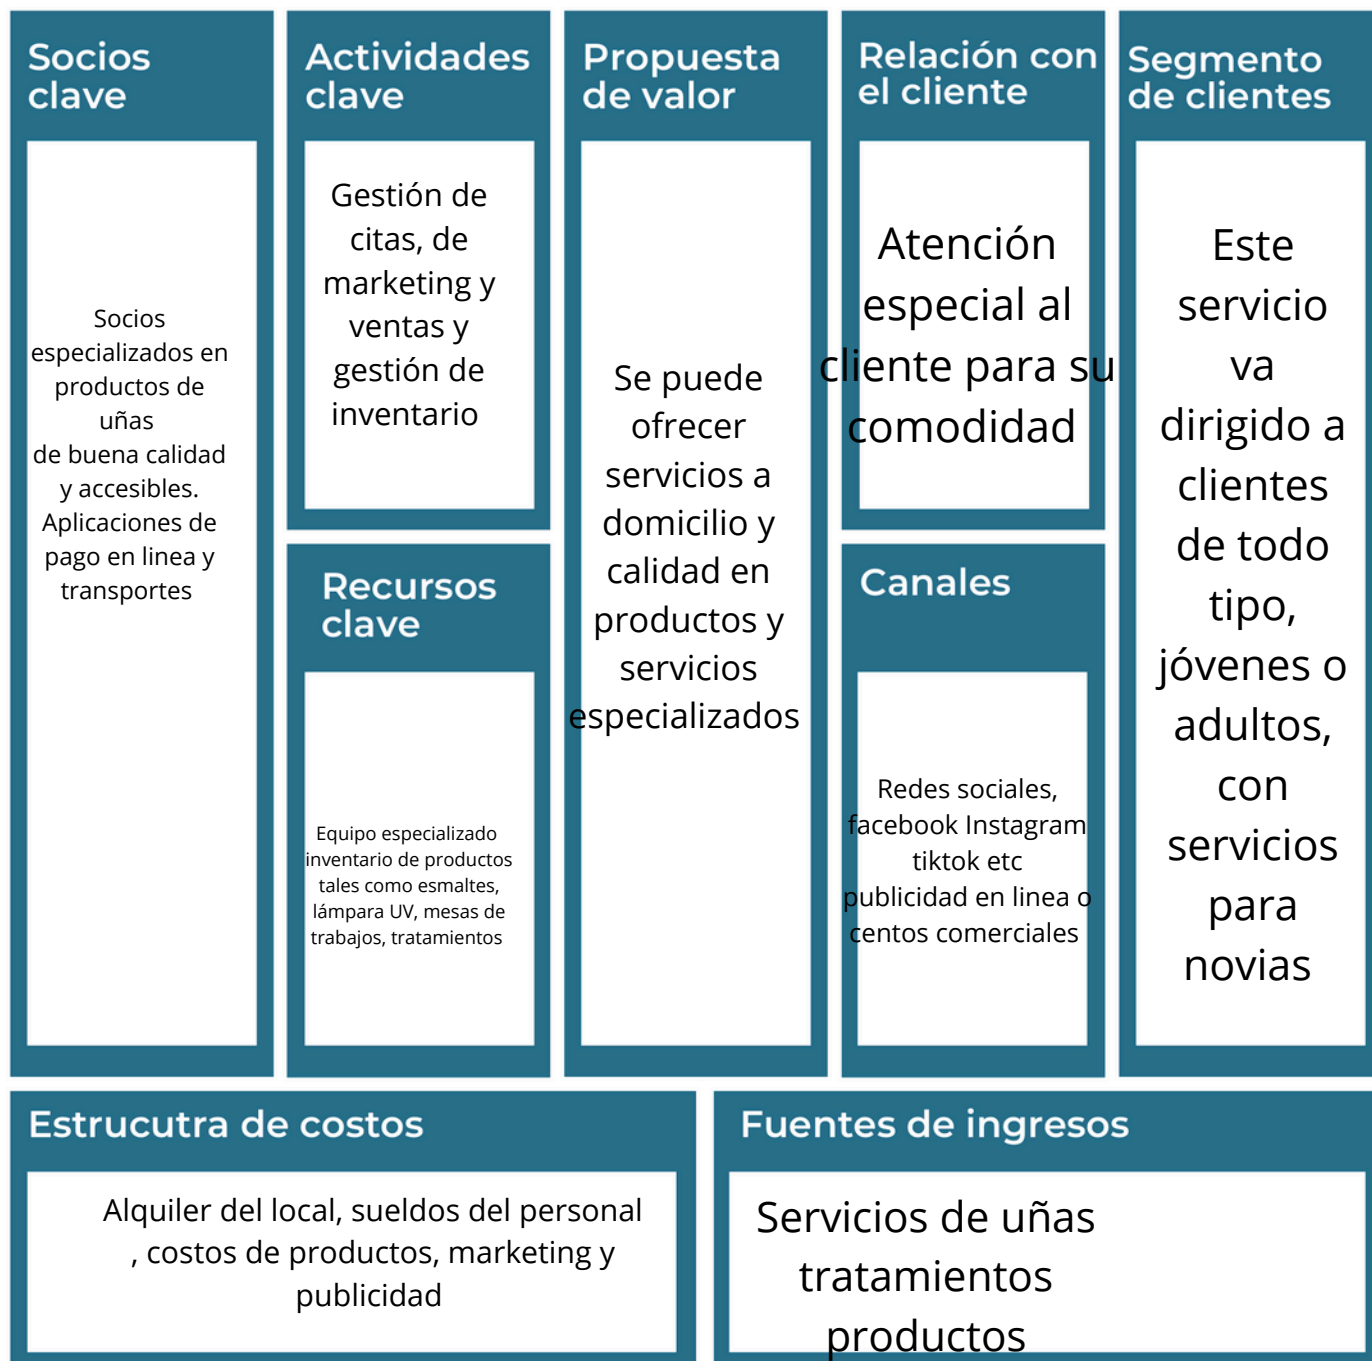 Socios
clave
Socios
especializados en
productos de
uñas
de buena calidad
y accesibles.
Aplicaciones de
pago en linea y
transportes
Actividades
clave
Gestión de
citas, de
marketing y
ventas y
gestión de
inventario
Recursos
clave
Equipo especializado
inventario de productos
tales como esmaltes,
lámpara UV, mesas de
trabajos, tratamientos
Propuesta
de valor
Se puede
ofrecer
servicios a
domicilio y
calidad en
productos y
servicios
especializados
Relación con
el cliente
Atención
especial al
cliente para su
comodidad
Canales
Redes sociales,
facebook Instagram
tiktok etc
publicidad en linea o
centos comerciales
Segmento
de clientes
Este
servicio
va
dirigido a
clientes
de todo
tipo,
jóvenes o
adultos,
con
servicios
para
novias
Estrucutra de costos
Alquiler del local, sueldos del personal
, costos de productos, marketing y
publicidad
Fuentes de ingresos
Servicios de uñas
tratamientos
productos